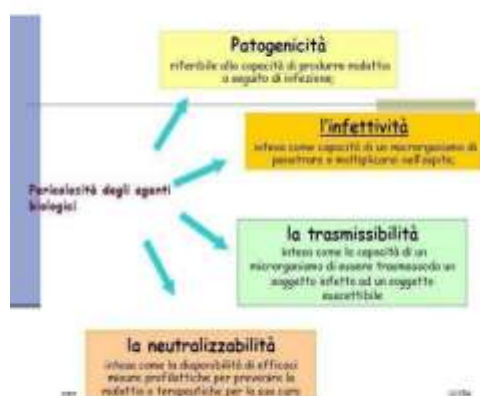 Patogenicità
riferibile alla capacità di produrre malattia
a seguito di infezione;
l'infettività
intesa come capacità di un microrganismo di
penetrare e moltiplicarsi nell'ospite;
Pericolosità degli agenti
biologici
la trasmissibilità
intesa come la capacità di un
microrganismo di essere trasmesso da un
soggetto infetto ad un soggetto
suscettibile
la neutralizzabilità
intesa come la disponibilità di efficaci
misure profilattiche per prevenire la
malattia o terapeutiche per la sua cura